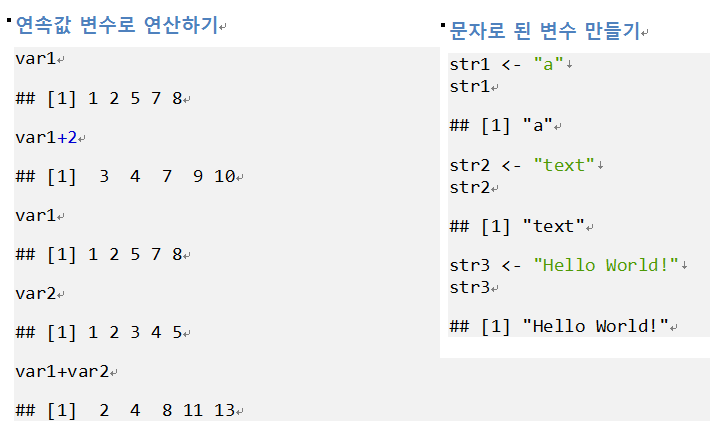 연속값 변수로 연산하기
var1
## [1] 1 2 5 7 8
var1+2
## [1]  3  4  7  9 10
var1
## [1] 1 2 5 7 8
var2
## [1] 1 2 3 4 5
var1+var2
## [1]  2  4  8 11 13
문자로 된 변수 만들기
str1 <- "a"
str1
## [1] "a"
str2 <- "text"
str2
## [1] "text"
str3 <- "Hello World!"
str3
## [1] "Hello World!"